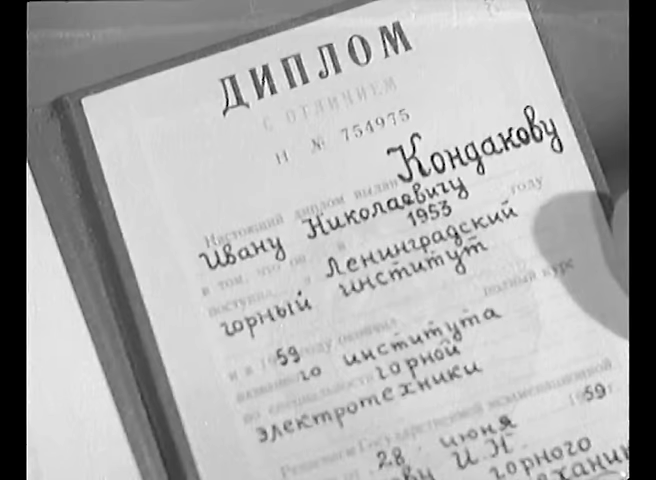 ДИПЛОМ
С ОТЛИЧИЕМ
Н № 754975
Настоящий диплом выдан Кондакову
Ивану Николаевичу
в том, что он в 1953 году
поступил в Ленинградский
горный институт
и в 1959 году окончил полный курс
названного института
по специальности горной
электротехники
Решением Государственной экзаменационной
от 28 июня 1959 г.
И.Н.
горного